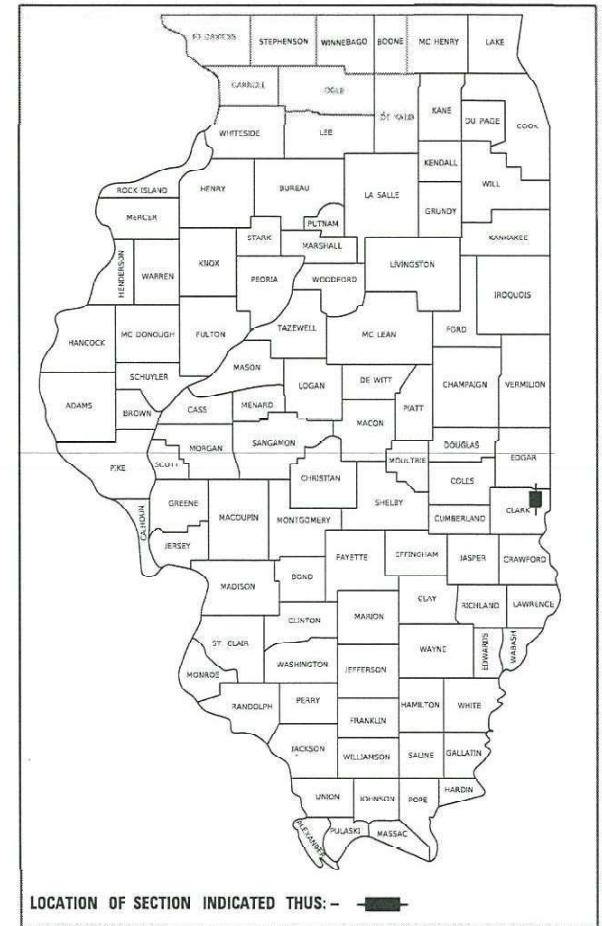 JO DAVIESS STEPHENSON WINNEBAGO BOONE MC HENRY LAKE
CARROLL OGLE DE KALB KANE DU PAGE COOK
WHITESIDE LEE
KENDALL
ROCK ISLAND HENRY BUREAU LA SALLE WILL
MERCER PUTNAM GRUNDY
STARK MARSHALL KANKAKEE
HENDERSON WARREN KNOX PEORIA WOODFORD LIVINGSTON IROQUOIS
HANCOCK MC DONOUGH FULTON TAZEWELL MC LEAN FORD
SCHUYLER MASON LOGAN DE WITT CHAMPAIGN VERMILION
ADAMS BROWN CASS MENARD MACON PIATT
PIKE SCOTT MORGAN SANGAMON CHRISTIAN MOULTRIE DOUGLAS EDGAR
COLES
CALHOUN GREENE MACOUPIN MONTGOMERY SHELBY CUMBERLAND CLARK
JERSEY FAYETTE EFFINGHAM JASPER CRAWFORD
MADISON BOND
CLAY RICHLAND LAWRENCE
CLINTON MARION
ST. CLAIR WAYNE EDWARDS WABASH
WASHINGTON JEFFERSON
MONROE
RANDOLPH PERRY HAMILTON WHITE
FRANKLIN
JACKSON WILLIAMSON SALINE GALLATIN
UNION JOHNSON POPE HARDIN
ALEXANDER PULASKI MASSAC
LOCATION OF SECTION INDICATED THUS: -